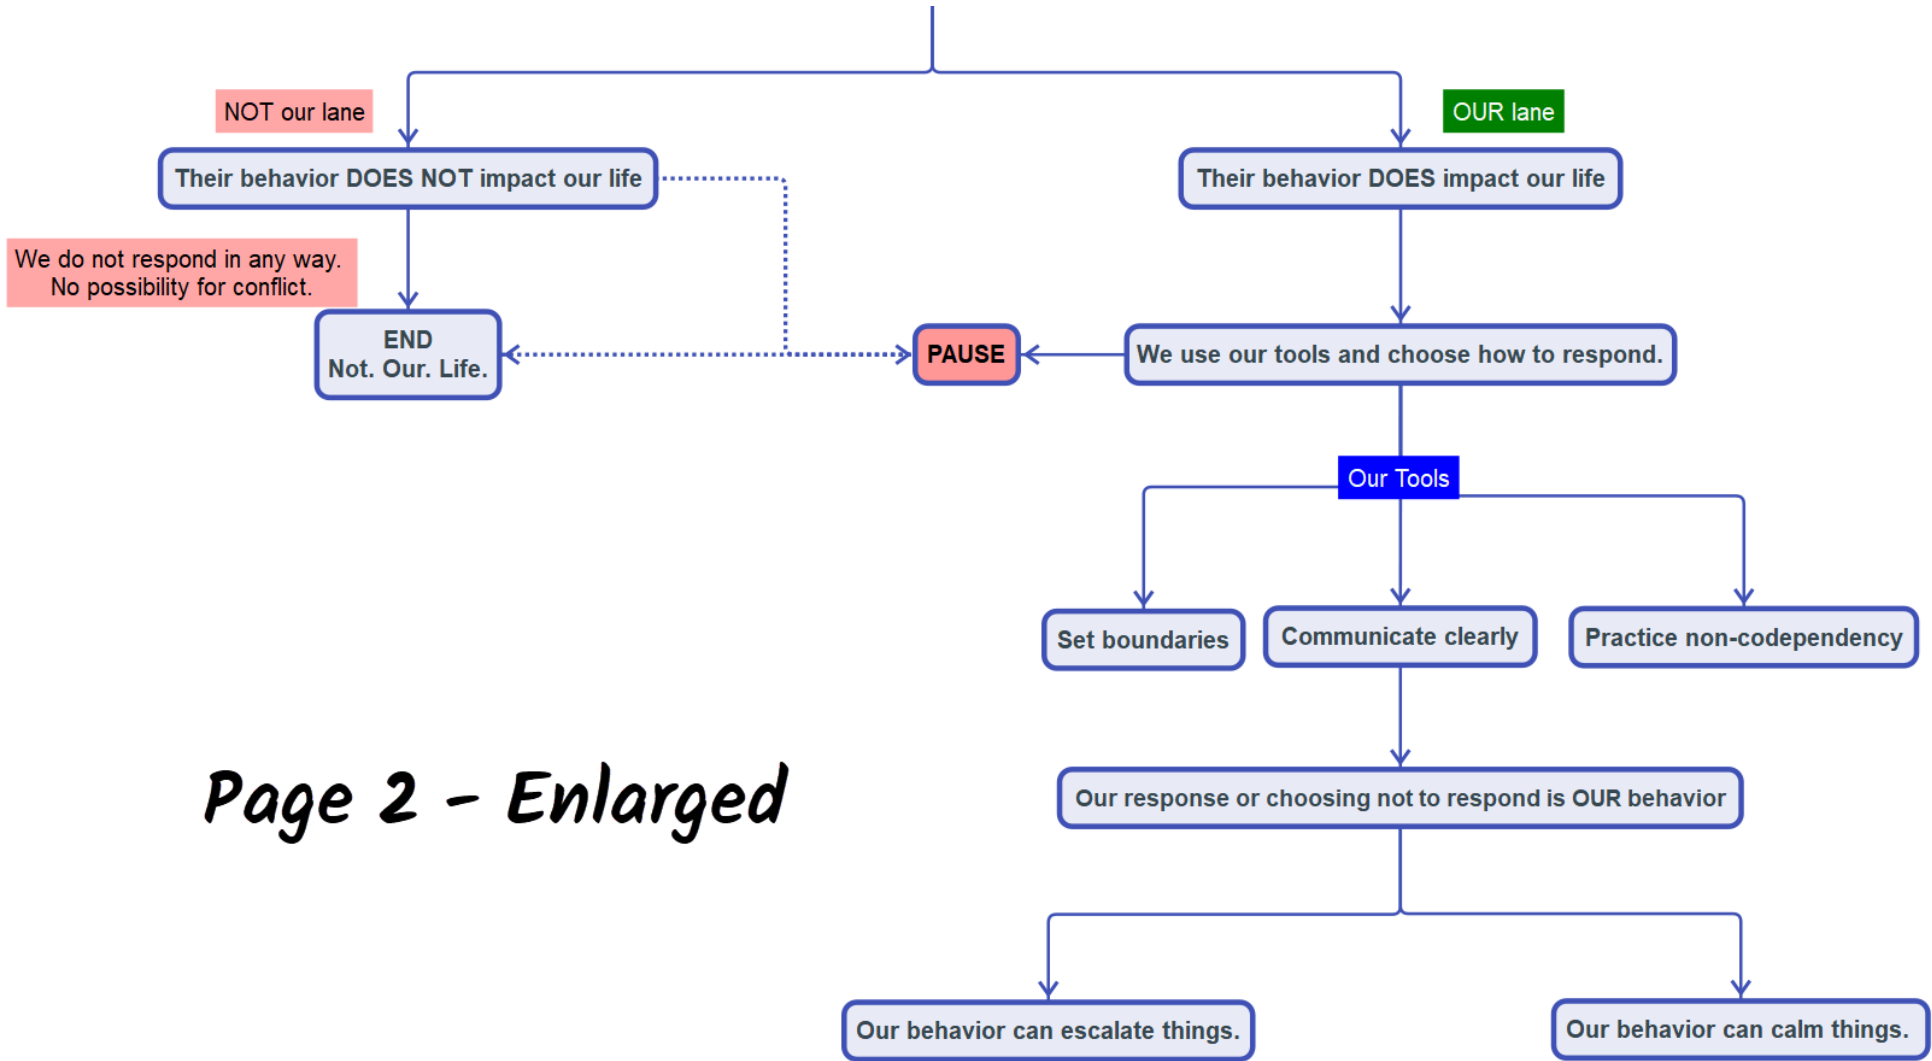 NOT our lane
OUR lane
Their behavior DOES NOT impact our life
Their behavior DOES impact our life
We do not respond in any way.
No possibility for conflict.
END
Not. Our. Life.
PAUSE
We use our tools and choose how to respond.
Our Tools
Set boundaries
Communicate clearly
Practice non-codependency
Page 2 - Enlarged
Our response or choosing not to respond is OUR behavior
Our behavior can escalate things.
Our behavior can calm things.